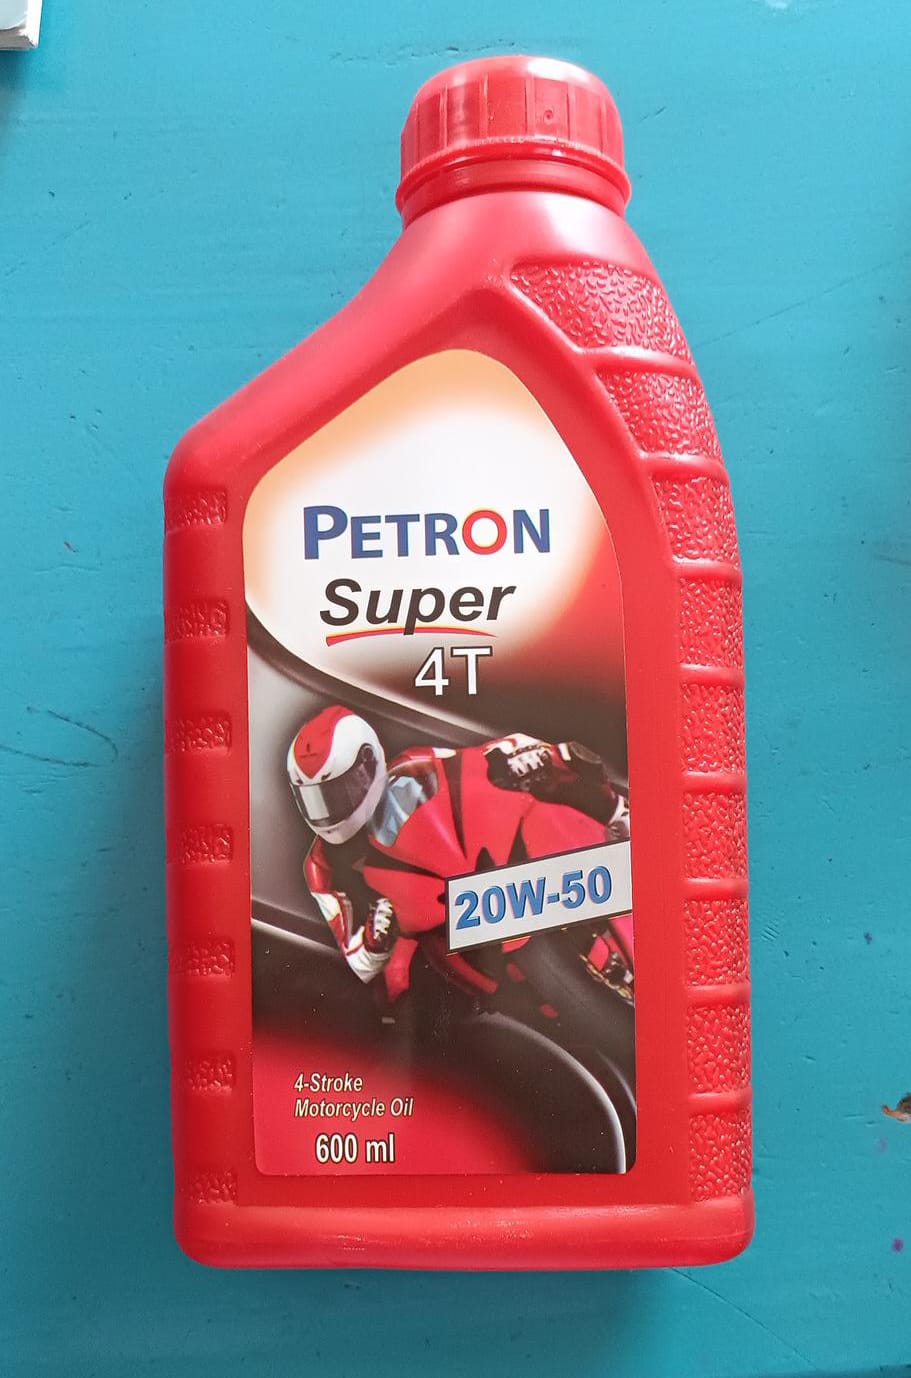 PETRON
Super
4T
20W-50
4-Stroke
Motorcycle Oil
600 ml